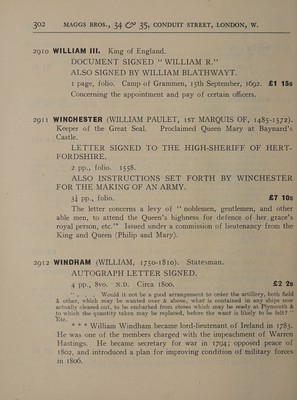 302 MAGGS BROS., 34 & 35, CONDUIT STREET, LONDON, W.
2910 WILLIAM III. King of England.
DOCUMENT SIGNED “ WILLIAM R.”
ALSO SIGNED BY WILLIAM BLATHWAYT.
1 page, folio. Camp of Grammen, 15th September, 1692. £1 15s
Concerning the appointment and pay of certain officers.
2911 WINCHESTER (WILLIAM PAULET, 1ST MARQUIS OF, 1485-1572).
Keeper of the Great Seal. Proclaimed Queen Mary at Baynard's
Castle.
LETTER SIGNED TO THE HIGH-SHERIFF OF HERT-
FORDSHIRE.
2 pp., folio. 1558.
ALSO INSTRUCTIONS SET FORTH BY WINCHESTER
FOR THE MAKING OF AN ARMY.
3¼ pp., folio. £7 10s
The letter concerns a levy of “ noblemen, gentlemen, and other
able men, to attend the Queen's highness for defence of her grace's
royal person, etc.” Issued under a commission of lieutenancy from the
King and Queen (Philip and Mary).
2912 WINDHAM (WILLIAM, 1750-1810). Statesman.
AUTOGRAPH LETTER SIGNED.
4 pp., 8vo. N.D. Circa 1800. £2 2s
“ . . . Would it not be a good arrangement to order the artillery, both field
& other, which may be wanted over & above, what is contained in any ships now
actually cleared out, to be embarked from those which may be ready at Plymouth &
to which the quantity taken may be replaced, before the want is likely to be felt? ”
Etc.
* * * William Windham became lord-lieutenant of Ireland in 1783.
He was one of the members charged with the impeachment of Warren
Hastings. He became secretary for war in 1794; opposed peace of
1802, and introduced a plan for improving condition of military forces
in 1806.